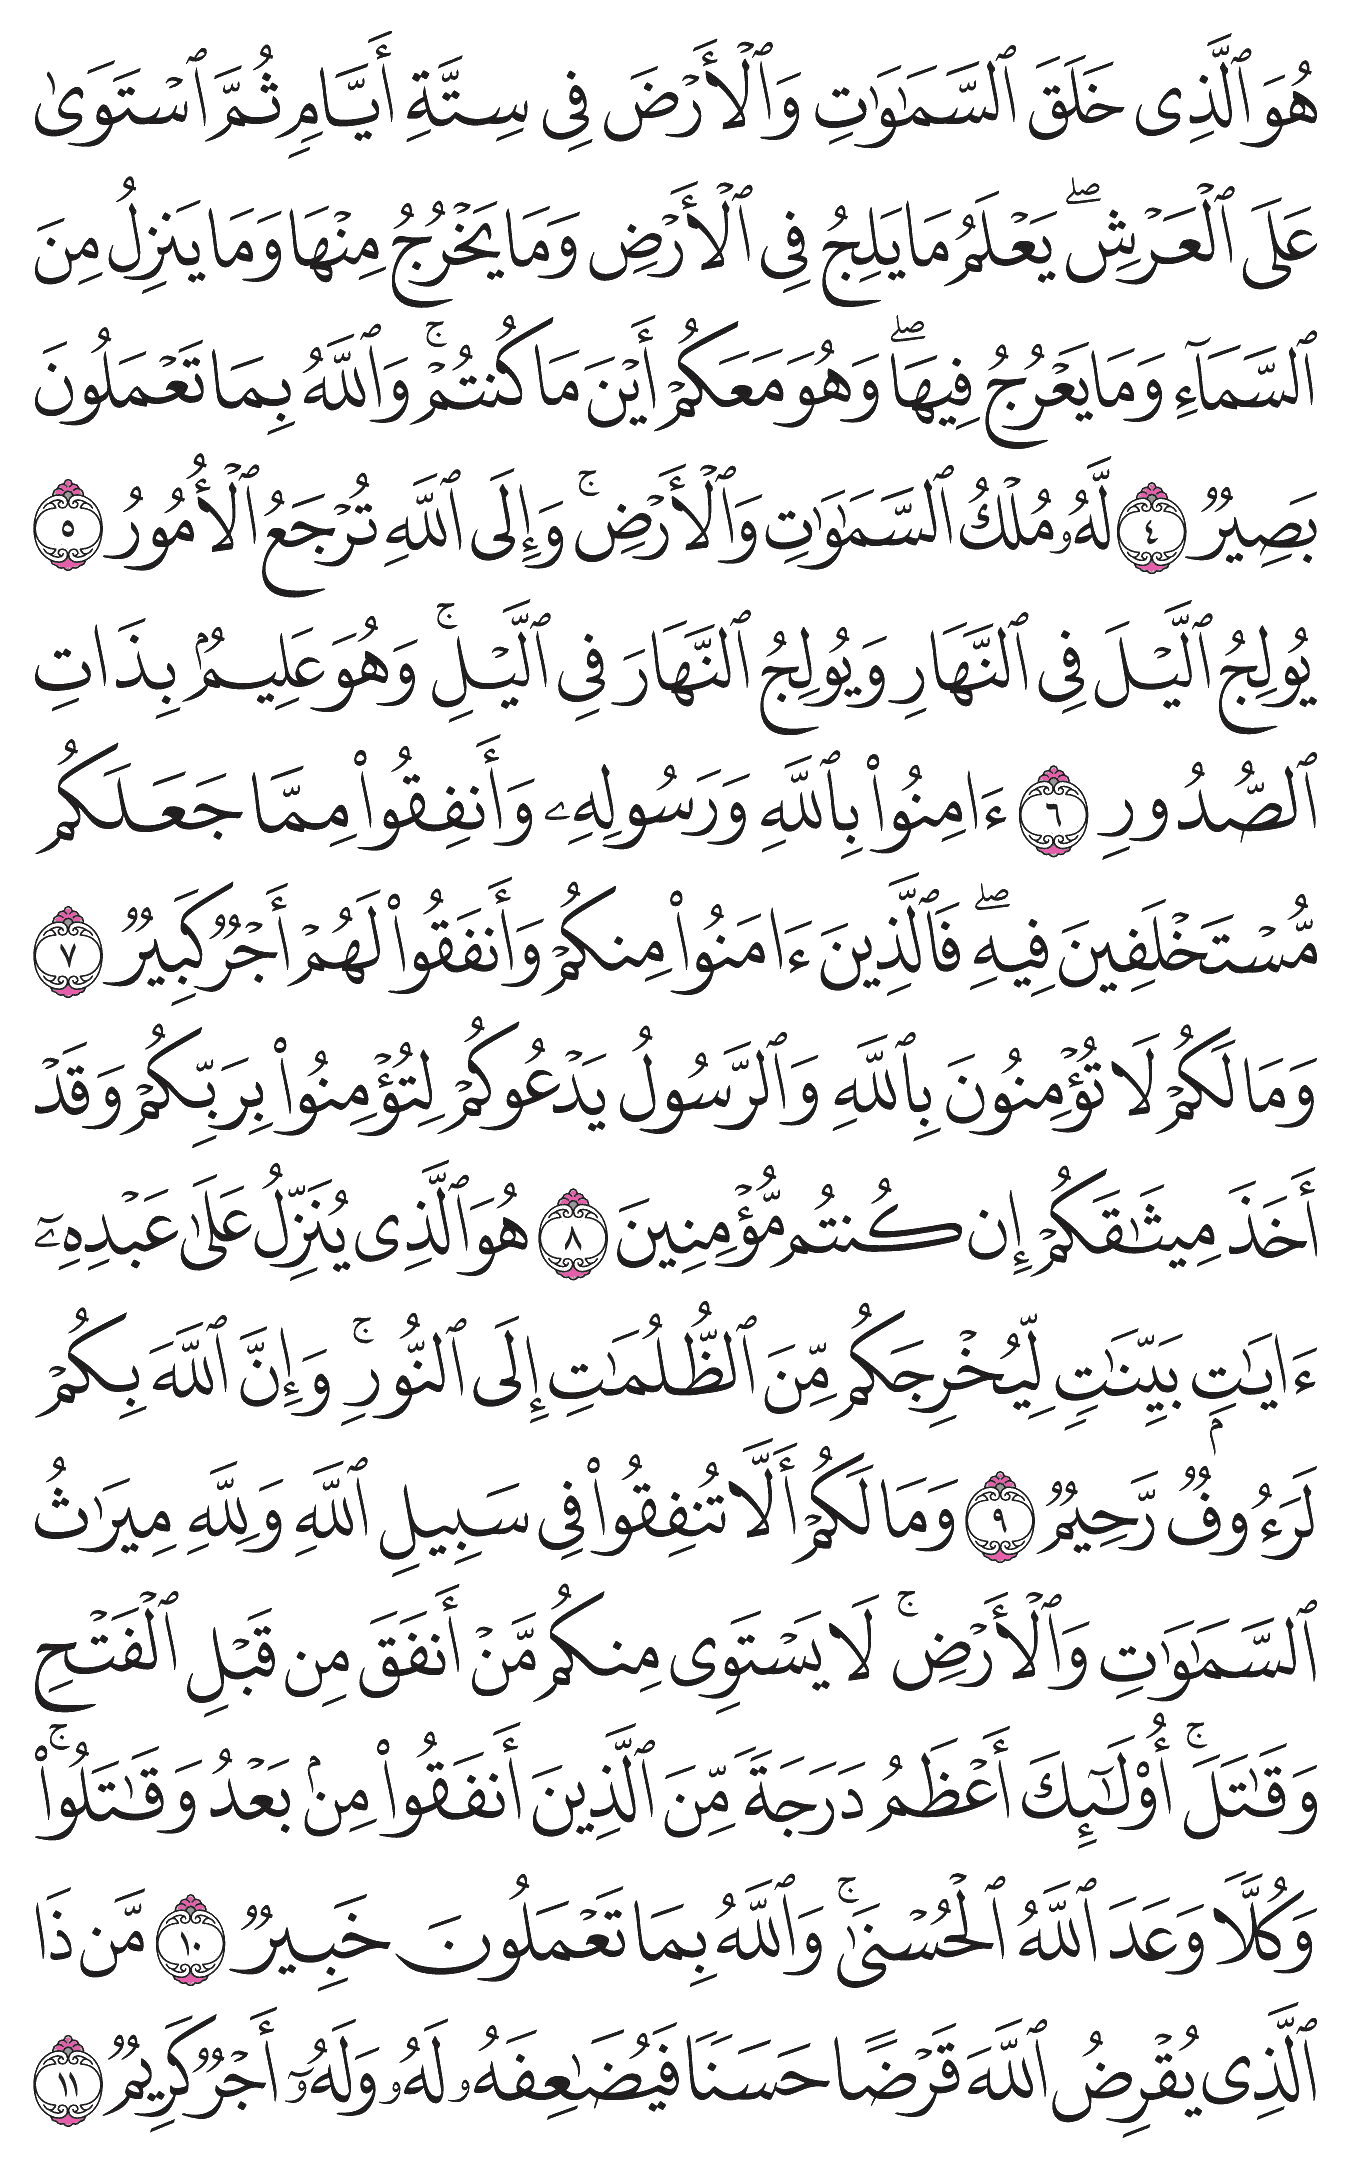 هُوَ ٱلَّذِى خَلَقَ ٱلسَّمَٰوَٰتِ وَٱلْأَرْضَ فِى سِتَّةِ أَيَّامٍ ثُمَّ ٱسْتَوَىٰ
عَلَى ٱلْعَرْشِ ۖ يَعْلَمُ مَا يَلِجُ فِى ٱلْأَرْضِ وَمَا يَخْرُجُ مِنْهَا وَمَا يَنزِلُ مِنَ
ٱلسَّمَآءِ وَمَا يَعْرُجُ فِيهَا ۖ وَهُوَ مَعَكُمْ أَيْنَ مَا كُنتُمْ ۚ وَٱللَّهُ بِمَا تَعْمَلُونَ
بَصِيرٌ ٤ لَّهُۥ مُلْكُ ٱلسَّمَٰوَٰتِ وَٱلْأَرْضِ ۚ وَإِلَى ٱللَّهِ تُرْجَعُ ٱلْأُمُورُ ٥
يُولِجُ ٱلَّيْلَ فِى ٱلنَّهَارِ وَيُولِجُ ٱلنَّهَارَ فِى ٱلَّيْلِ ۚ وَهُوَ عَلِيمٌۢ بِذَاتِ
ٱلصُّدُورِ ٦ ءَامِنُوا۟ بِٱللَّهِ وَرَسُولِهِۦ وَأَنفِقُوا۟ مِمَّا جَعَلَكُم
مُّسْتَخْلَفِينَ فِيهِ ۖ فَٱلَّذِينَ ءَامَنُوا۟ مِنكُمْ وَأَنفَقُوا۟ لَهُمْ أَجْرٌ كَبِيرٌ ٧
وَمَا لَكُمْ لَا تُؤْمِنُونَ بِٱللَّهِ وَٱلرَّسُولُ يَدْعُوكُمْ لِتُؤْمِنُوا۟ بِرَبِّكُمْ وَقَدْ
أَخَذَ مِيثَٰقَكُمْ إِن كُنتُم مُّؤْمِنِينَ ٨ هُوَ ٱلَّذِى يُنَزِّلُ عَلَىٰ عَبْدِهِۦٓ
ءَايَٰتٍۭ بَيِّنَٰتٍ لِّيُخْرِجَكُم مِّنَ ٱلظُّلُمَٰتِ إِلَى ٱلنُّورِ ۚ وَإِنَّ ٱللَّهَ بِكُمْ
لَرَءُوفٌ رَّحِيمٌ ٩ وَمَا لَكُمْ أَلَّا تُنفِقُوا۟ فِى سَبِيلِ ٱللَّهِ وَلِلَّهِ مِيرَٰثُ
ٱلسَّمَٰوَٰتِ وَٱلْأَرْضِ ۚ لَا يَسْتَوِى مِنكُم مَّنْ أَنفَقَ مِن قَبْلِ ٱلْفَتْحِ
وَقَٰتَلَ ۚ أُو۟لَٰٓئِكَ أَعْظَمُ دَرَجَةً مِّنَ ٱلَّذِينَ أَنفَقُوا۟ مِنۢ بَعْدُ وَقَٰتَلُوا۟ ۚ
وَكُلًّا وَعَدَ ٱللَّهُ ٱلْحُسْنَىٰ ۚ وَٱللَّهُ بِمَا تَعْمَلُونَ خَبِيرٌ ١٠ مَّن ذَا
ٱلَّذِى يُقْرِضُ ٱللَّهَ قَرْضًا حَسَنًا فَيُضَٰعِفَهُۥ لَهُۥ وَلَهُۥٓ أَجْرٌ كَرِيمٌ ١١